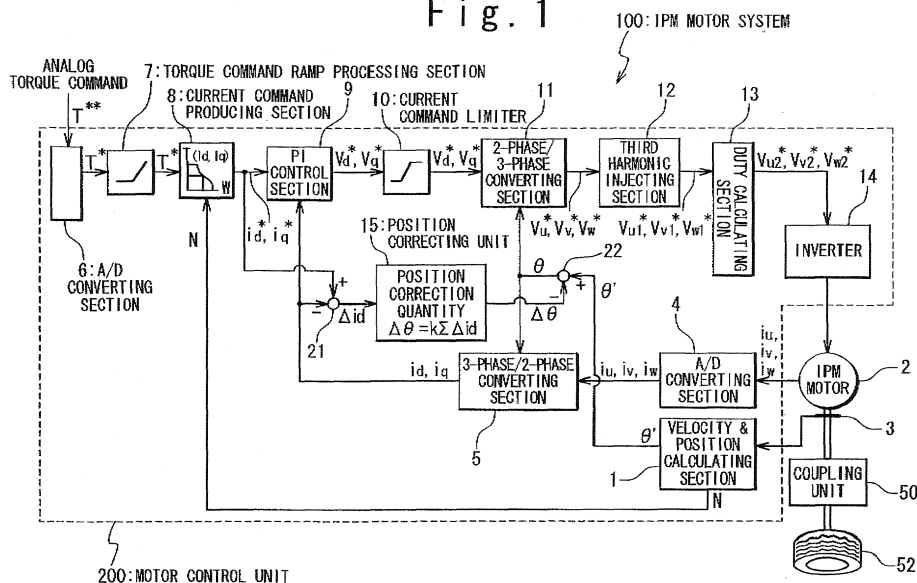 Fig. 1
100:IPM MOTOR SYSTEM
ANALOG
TORQUE COMMAND
T**
7:TORQUE COMMAND RAMP PROCESSING SECTION
8:CURRENT COMMAND
PRODUCING SECTION
9
10:CURRENT
COMMAND LIMITER
11
12
13
T*
T*
T(Id, Iq)
W
PI
CONTROL
SECTION
Vd*, Vq*
Vd*, Vq*
2-PHASE/
3-PHASE
CONVERTING
SECTION
THIRD
HARMONIC
INJECTING
SECTION
DUTY CALCULATING
SECTION
Vu2*, Vv2*, Vw2*
14
id*, iq*
Vu*, Vv*, Vw*
Vu1*, Vv1*, Vw1*
INVERTER
N
15:POSITION
CORRECTING UNIT
22
6:A/D
CONVERTING
SECTION
+
−
21
Δid
POSITION
CORRECTION
QUANTITY
Δθ=kΣΔid
θ
+
−
Δθ
θ'
4
iu,
iv,
iw
id, iq
3-PHASE/2-PHASE
CONVERTING
SECTION
5
iu, iv, iw
A/D
CONVERTING
SECTION
IPM
MOTOR
2
3
θ'
1
VELOCITY &
POSITION
CALCULATING
SECTION
N
COUPLING
UNIT
50
52
200:MOTOR CONTROL UNIT